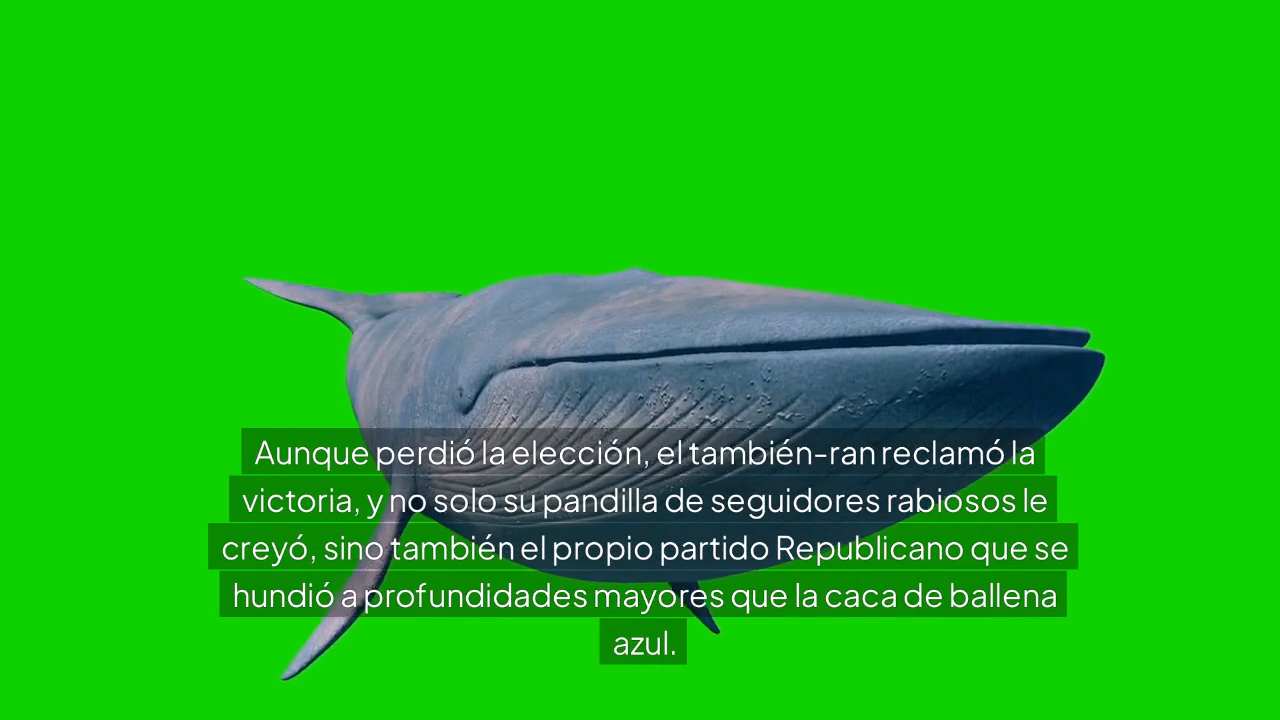 Aunque perdió la elección, el también-ran reclamó la
victoria, y no solo su pandilla de seguidores rabiosos le
creyó, sino también el propio partido Republicano que se
hundió a profundidades mayores que la caca de ballena
azul.